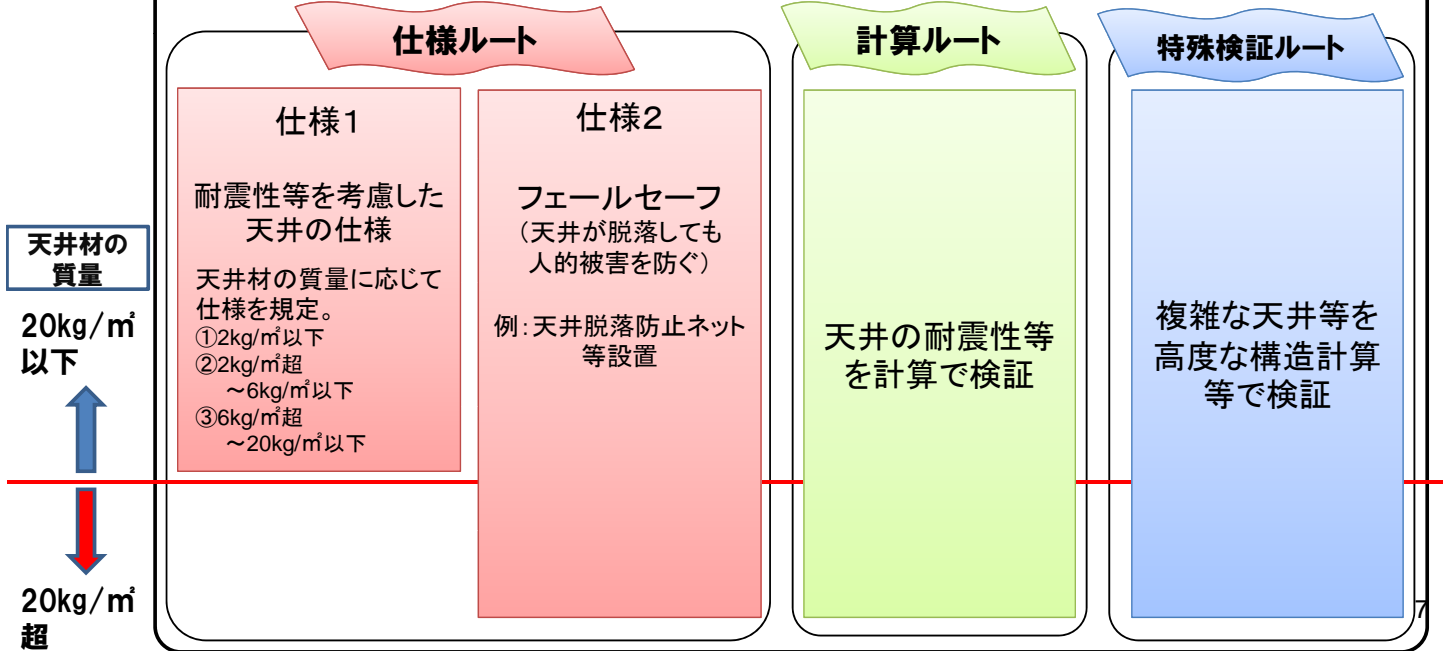 仕様ルート
計算ルート
特殊検証ルート
仕様1
耐震性等を考慮した
天井の仕様
天井材の質量に応じて
仕様を規定。
①2kg/㎡以下
②2kg/㎡超
～6kg/㎡以下
③6kg/㎡超
～20kg/㎡以下
仕様2
フェールセーフ
（天井が脱落しても
人的被害を防ぐ）
例：天井脱落防止ネット
等設置
天井の耐震性等
を計算で検証
複雑な天井等を
高度な構造計算
等で検証
天井材の
質量
20kg/㎡
以下
20kg/㎡
超
7